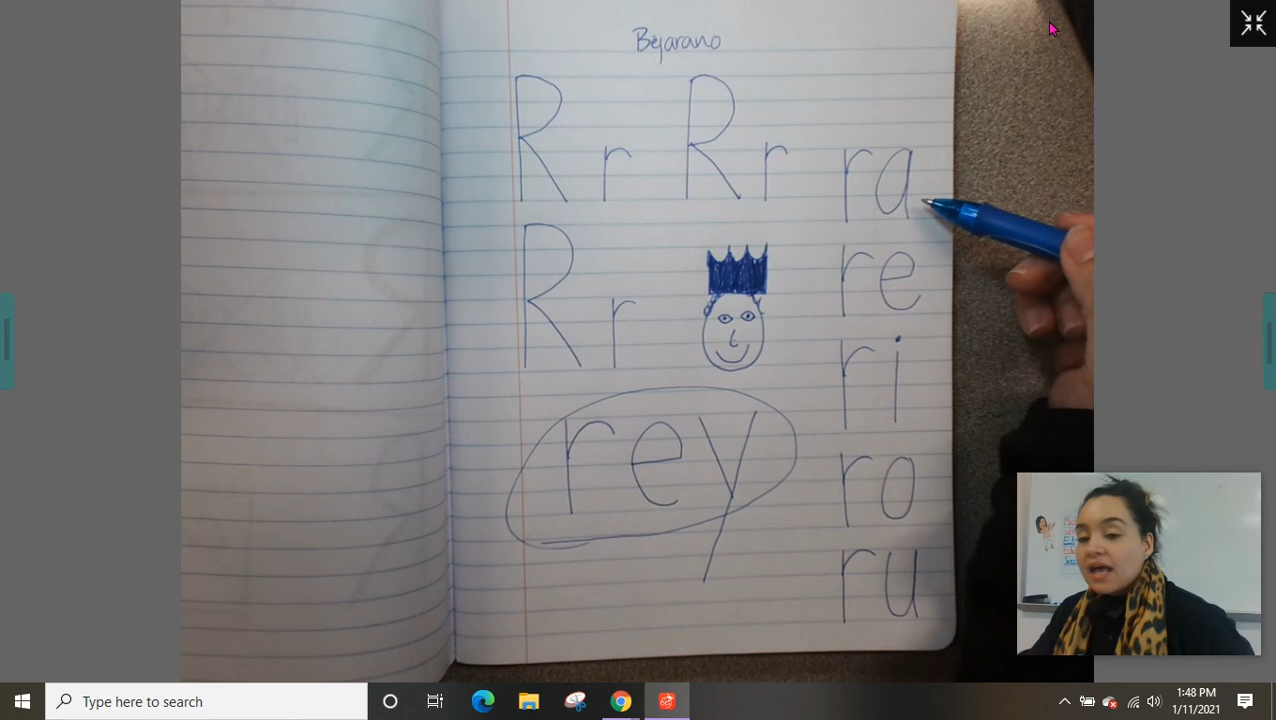 Bejarano
R r R r
ra
R r
re
ri
rey
ro
ru
Type here to search
1:48 PM
1/11/2021